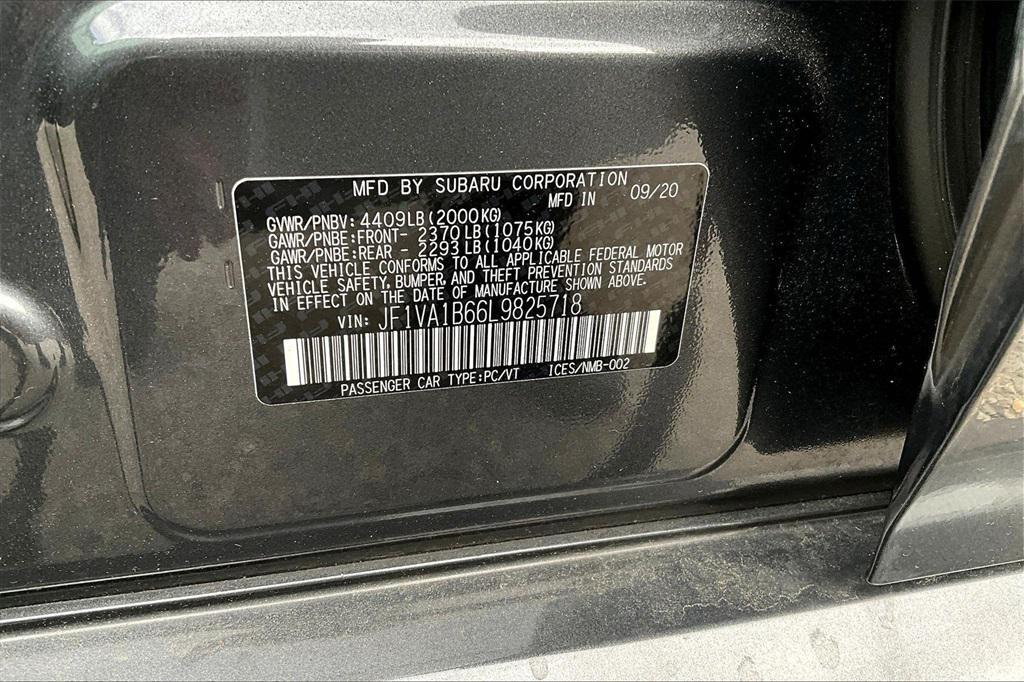 MFD BY SUBARU CORPORATION
MFD IN 09/20
GVWR/PNBV: 4409LB(2000KG)
GAWR/PNBE:FRONT- 2370LB(1075KG)
GAWR/PNBE:REAR - 2293LB(1040KG)
THIS VEHICLE CONFORMS TO ALL APPLICABLE FEDERAL MOTOR
VEHICLE SAFETY, BUMPER, AND THEFT PREVENTION STANDARDS
IN EFFECT ON THE DATE OF MANUFACTURE SHOWN ABOVE.
VIN: JF1VA1B66L9825718
PASSENGER CAR TYPE:PC/VT ICES/NMB-002